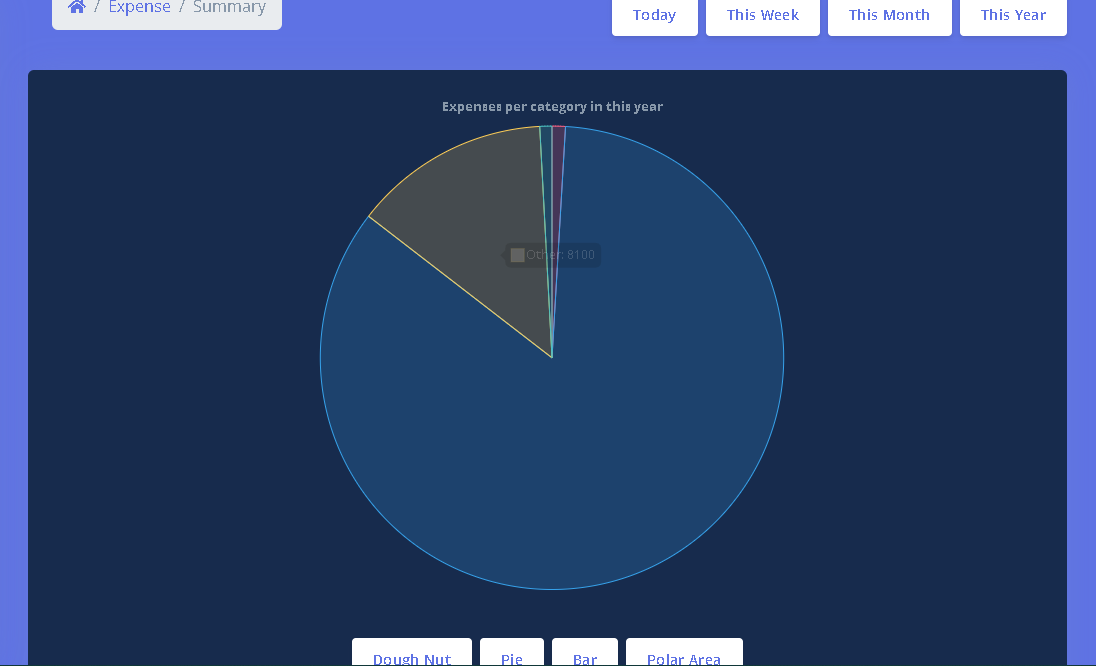 / Expense / Summary
Today This Week This Month This Year
Expenses per category in this year
Other: 8100
Dough Nut Pie Bar Polar Area